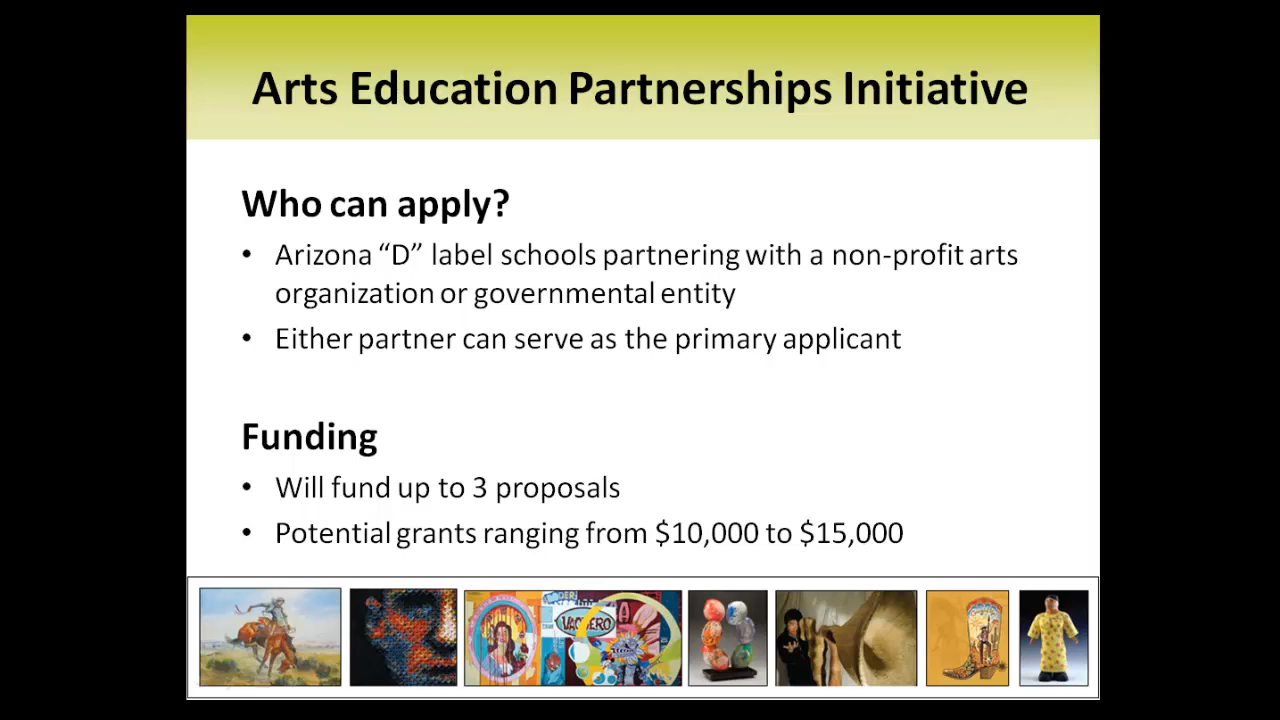 Arts Education Partnerships Initiative
Who can apply?
• Arizona “D” label schools partnering with a non-profit arts
organization or governmental entity
• Either partner can serve as the primary applicant
Funding
• Will fund up to 3 proposals
• Potential grants ranging from $10,000 to $15,000
VAQUERO